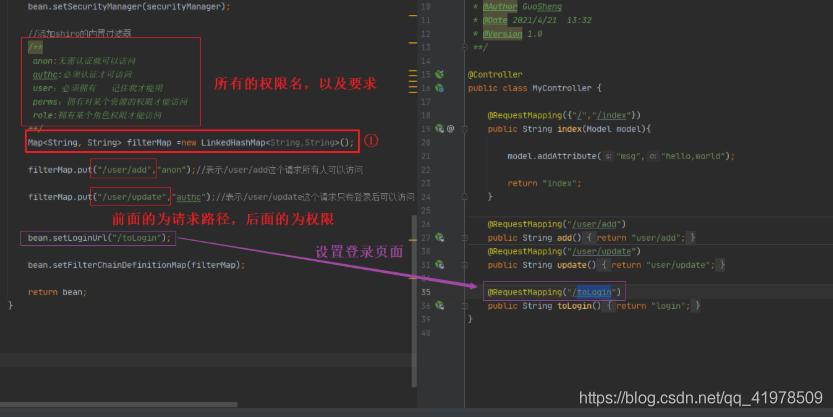 bean.setSecurityManager(securityManager);
//添加shiro的内置过滤器
/**
anon:无需认证就可以访问
authc:必须认证才可访问
user：必须拥有 记住我才能用
perms：拥有对某个资源的权限才能访问
role:拥有某个角色权限才能访问
**/
所有的权限名，以及要求
Map<String, String> filterMap =new LinkedHashMap<String,String>();
①
filterMap.put("/user/add","anon");//表示/user/add这个请求所有人可以访问
filterMap.put("/user/update","authc");//表示/user/update这个请求只有登录后可以访问
前面的为请求路径，后面的为权限
bean.setLoginUrl("/toLogin");
设置登录页面
bean.setFilterChainDefinitionMap(filterMap);
return bean;
}
10 * @Author GuoSheng
11 * @Date 2021/4/21 13:32
12 * @Version 1.0
13 **/
14
15 @Controller
16 public class MyController {
17
18 @RequestMapping({"/","/index"})
19 @ public String index(Model model){
20
21 model.addAttribute( s: "msg", o: "hello,world");
22
23 return "index";
24 }
25
26 @RequestMapping("/user/add")
27 public String add() { return "user/add"; }
30 @RequestMapping("/user/update")
31 public String update() { return "user/update"; }
34
35 @RequestMapping("/toLogin")
36 public String toLogin() { return "login"; }
39 }
40
https://blog.csdn.net/qq_41978509